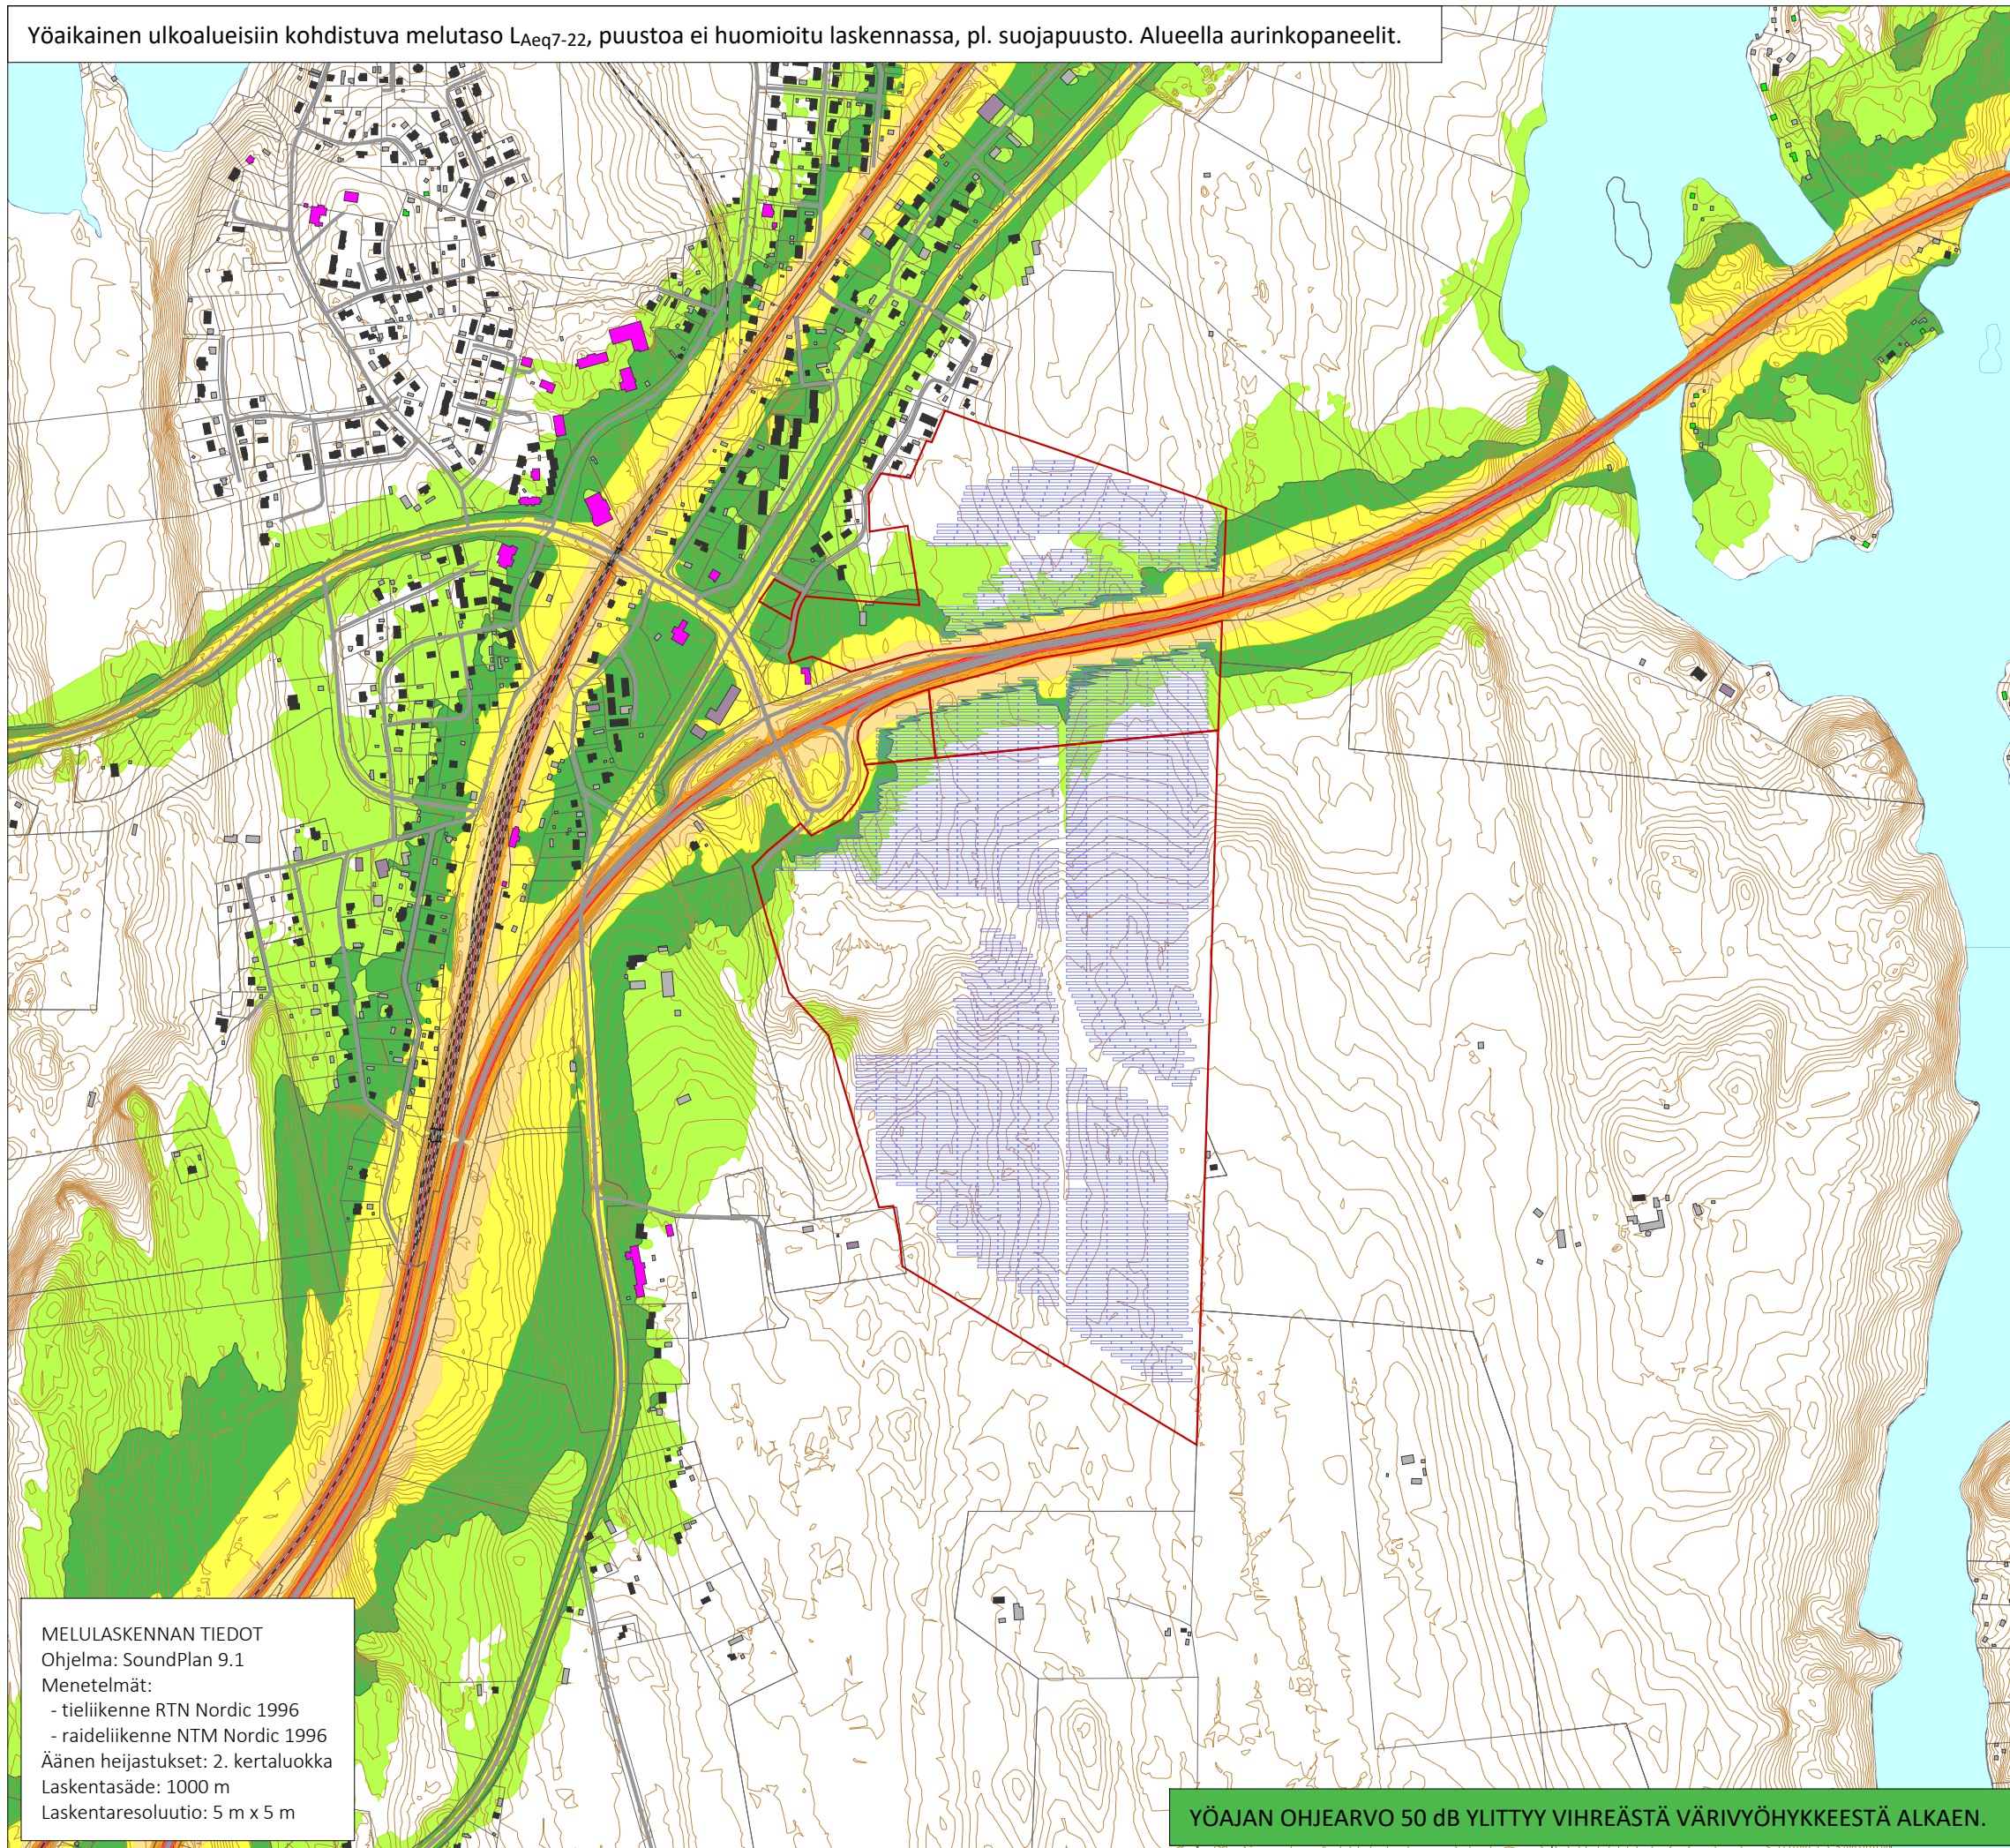 Yöaikainen ulkoalueisiin kohdistuva melutaso LAeq7-22, puustoa ei huomioitu laskennassa, pl. suojapuusto. Alueella aurinkopaneelit.
MELULASKENNAN TIEDOT
Ohjelma: SoundPlan 9.1
Menetelmät:
- tieliikenne RTN Nordic 1996
- raideliikenne NTM Nordic 1996
Äänen heijastukset: 2. kertaluokka
Laskentasäde: 1000 m
Laskentaresoluutio: 5 m x 5 m
YÖAJAN OHJEARVO 50 dB YLITTYY VIHREÄSTÄ VÄRIVYÖHYKKEESTÄ ALKAEN.